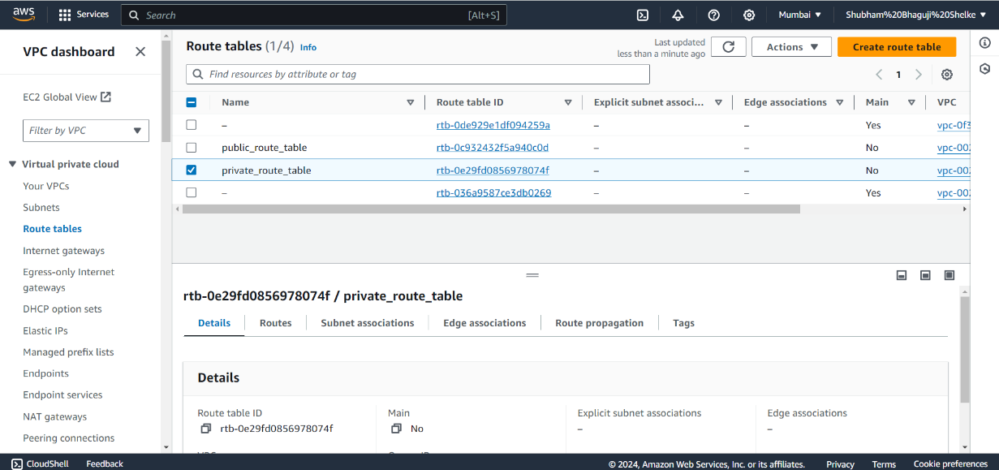 aws Services Search [Alt+S] Mumbai ▼ Shubham%20Bhaguji%20Shelke ▼
VPC dashboard
EC2 Global View
Filter by VPC
Virtual private cloud
Your VPCs
Subnets
Route tables
Internet gateways
Egress-only Internet
gateways
DHCP option sets
Elastic IPs
Managed prefix lists
Endpoints
Endpoint services
NAT gateways
Peering connections
Route tables (1/4) Info
Last updated
less than a minute ago
Actions ▼
Create route table
Find resources by attribute or tag
1
Name Route table ID Explicit subnet associ... Edge associations Main VPC
– rtb-0de929e1df094259a – – Yes vpc-0f3
public_route_table rtb-0c932432f5a940c0d – – No vpc-002
private_route_table rtb-0e29fd0856978074f – – No vpc-002
– rtb-036a9587ce3db0269 – – Yes vpc-002
rtb-0e29fd0856978074f / private_route_table
Details Routes Subnet associations Edge associations Route propagation Tags
Details
Route table ID Main Explicit subnet associations Edge associations
rtb-0e29fd0856978074f No – –
CloudShell Feedback © 2024, Amazon Web Services, Inc. or its affiliates. Privacy Terms Cookie preferences